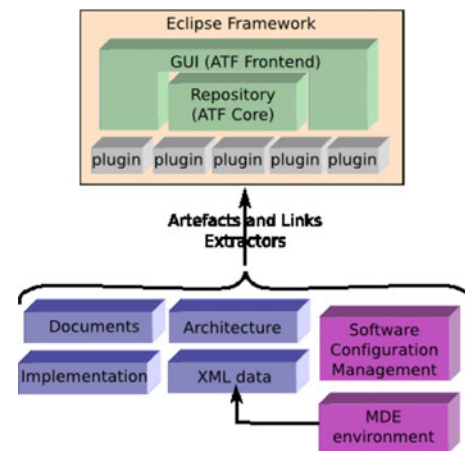 Eclipse Framework
GUI (ATF Frontend)
Repository
(ATF Core)
plugin plugin plugin plugin plugin
Artefacts and Links
Extractors
Documents
Architecture
Software
Configuration
Management
Implementation
XML data
MDE
environment